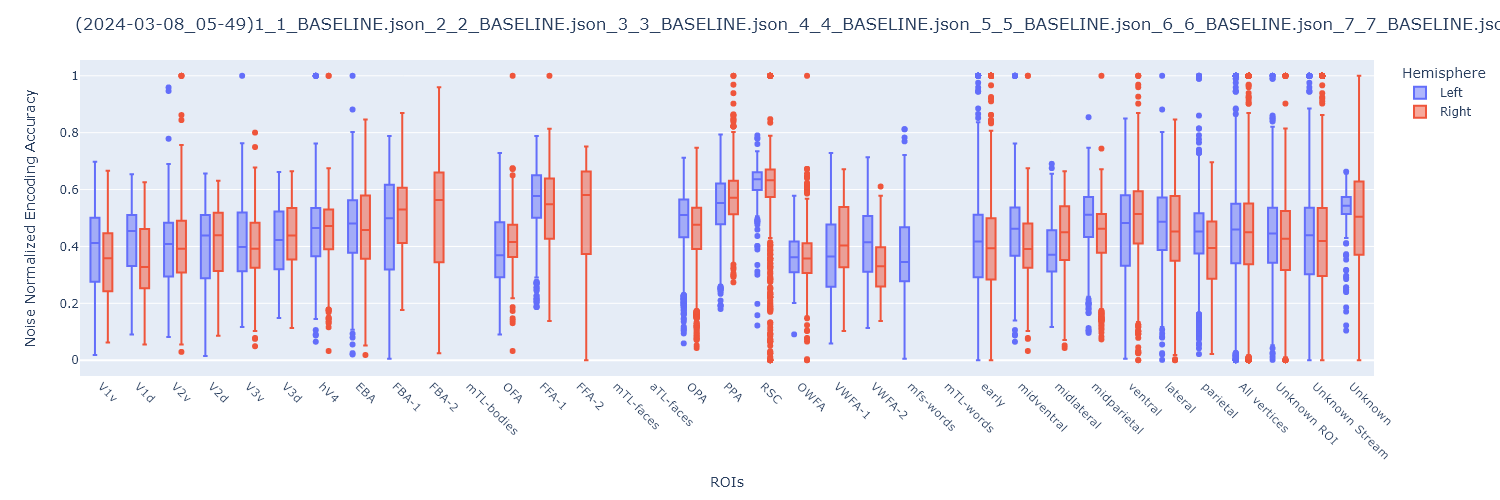 (2024-03-08_05-49)1_1_BASELINE.json_2_2_BASELINE.json_3_3_BASELINE.json_4_4_BASELINE.json_5_5_BASELINE.json_6_6_BASELINE.json_7_7_BASELINE.jsc
Hemisphere
Left
Right
Noise Normalized Encoding Accuracy
1
0.8
0.6
0.4
0.2
0
V1v
V1d
V2v
V2d
V3v
V3d
hV4
EBA
FBA-1
FBA-2
mTL-bodies
OFA
FFA-1
FFA-2
mTL-faces
aTL-faces
OPA
PPA
RSC
OWFA
VWFA-1
VWFA-2
mfs-words
mTL-words
early
midventral
midlateral
midparietal
ventral
lateral
parietal
All vertices
Unknown ROI
Unknown Stream
Unknown
ROIs